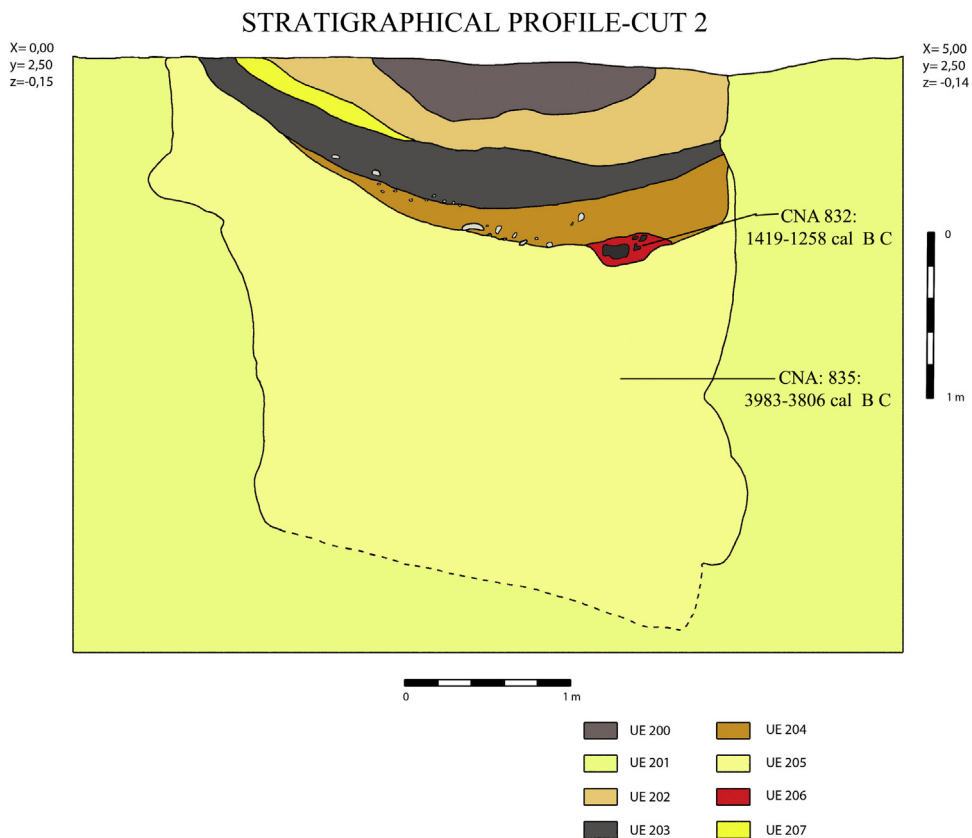 STRATIGRAPHICAL PROFILE-CUT 2
X= 0,00
y= 2,50
z=-0,15
X= 5,00
y= 2,50
z= -0,14
CNA 832:
1419-1258 cal B C
0
1 m
CNA: 835:
3983-3806 cal B C
0
1 m
UE 200
UE 204
UE 201
UE 205
UE 202
UE 206
UE 203
UE 207